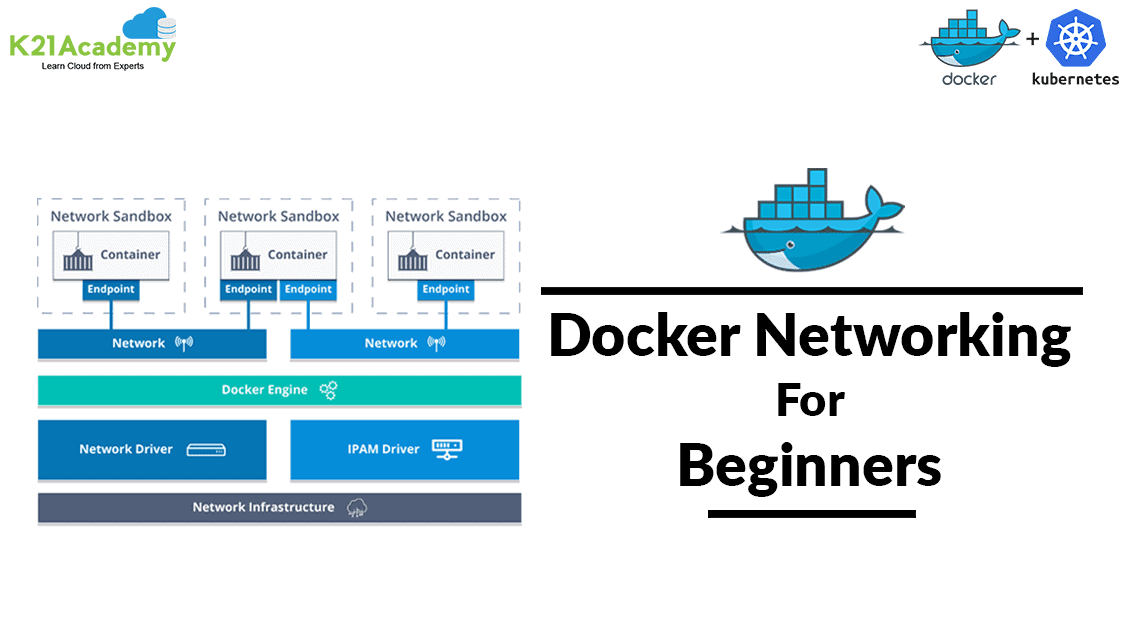 K21Academy
Learn Cloud from Experts
docker
+
kubernetes
Network Sandbox
Network Sandbox
Network Sandbox
Container
Container
Container
Endpoint
Endpoint
Endpoint
Endpoint
Network
Network
Docker Engine
Network Driver
IPAM Driver
Network Infrastructure
Docker Networking
For
Beginners